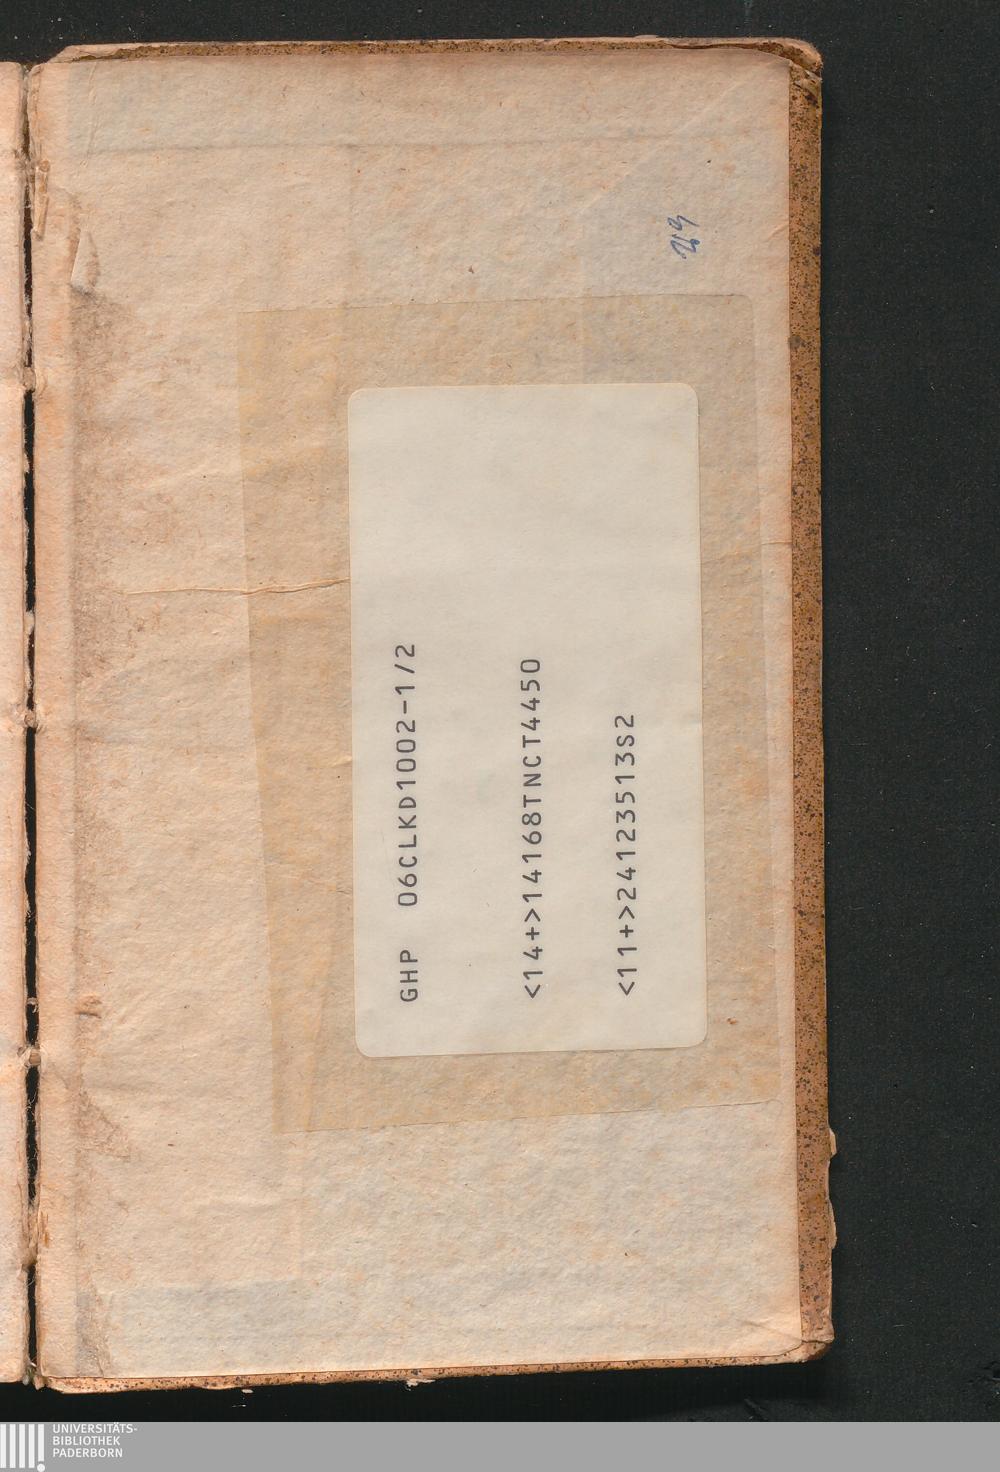 GHP 06CLKD1002-1/2
<14+>14168TNCT4450
<11+>24123513S2
UNIVERSITÄTS-
BIBLIOTHEK
PADERBORN